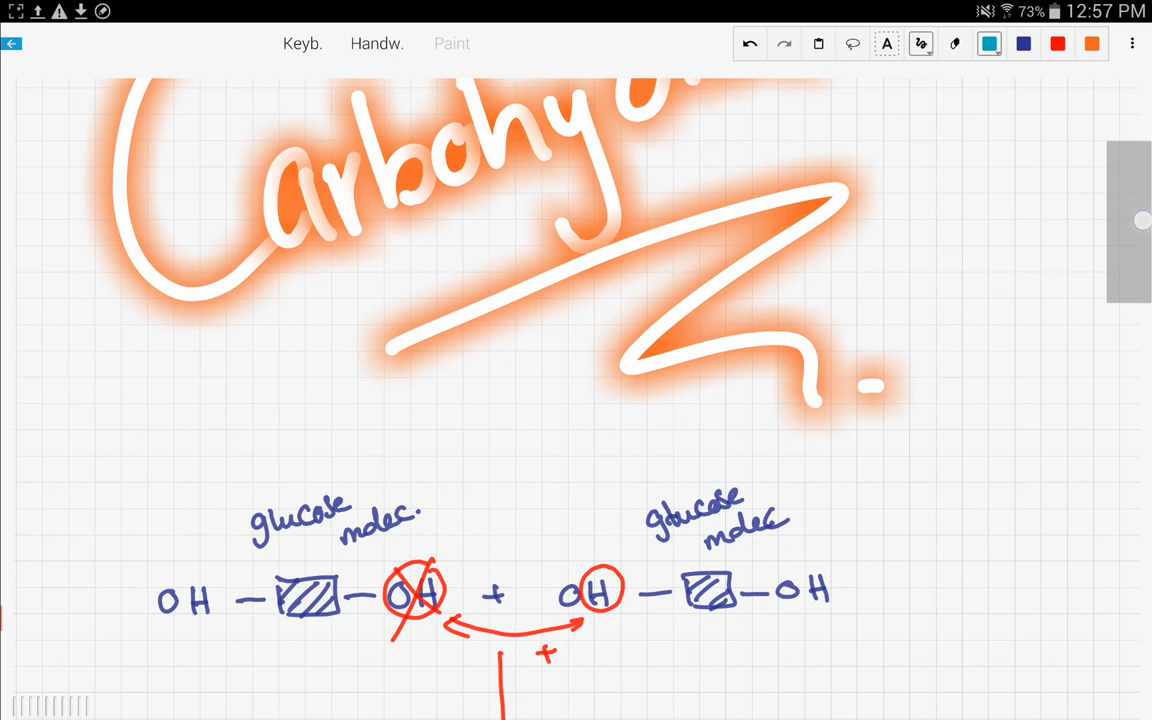 73% 12:57 PM
Keyb. Handw. Paint A
Carbohy
glucose molec. glucose molec
OH — — OH + OH — — OH
+